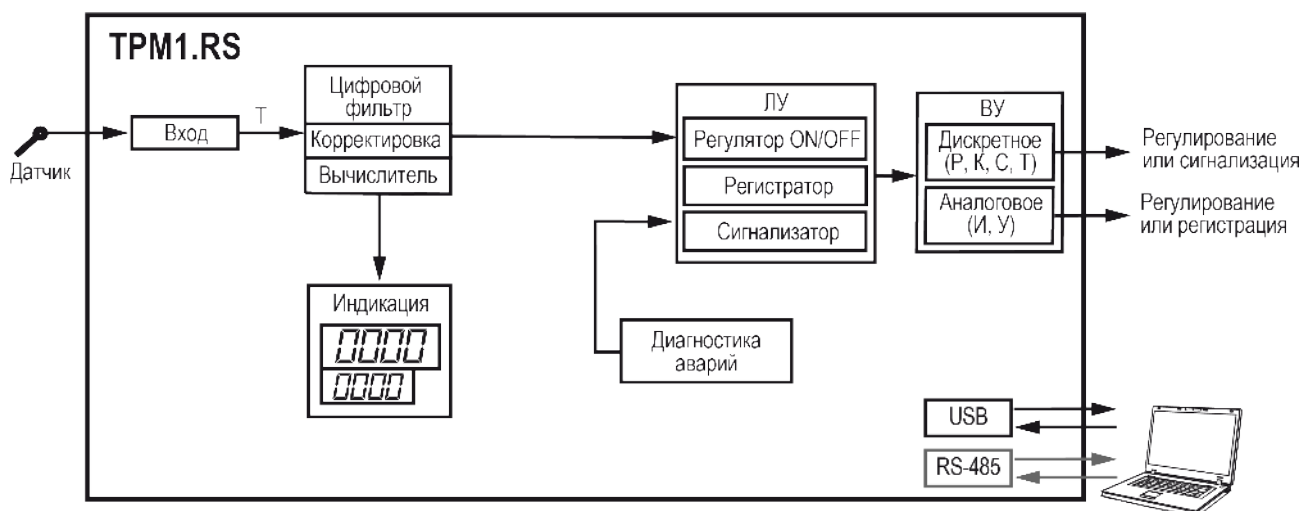 ТРМ1.RS
Датчик
Вход
Т
Цифровой
фильтр
Корректировка
Вычислитель
Индикация
0000
0000
ЛУ
Регулятор ON/OFF
Регистратор
Сигнализатор
Диагностика
аварий
ВУ
Дискретное
(Р, К, С, Т)
Аналоговое
(И, У)
Регулирование
или сигнализация
Регулирование
или регистрация
USB
RS-485